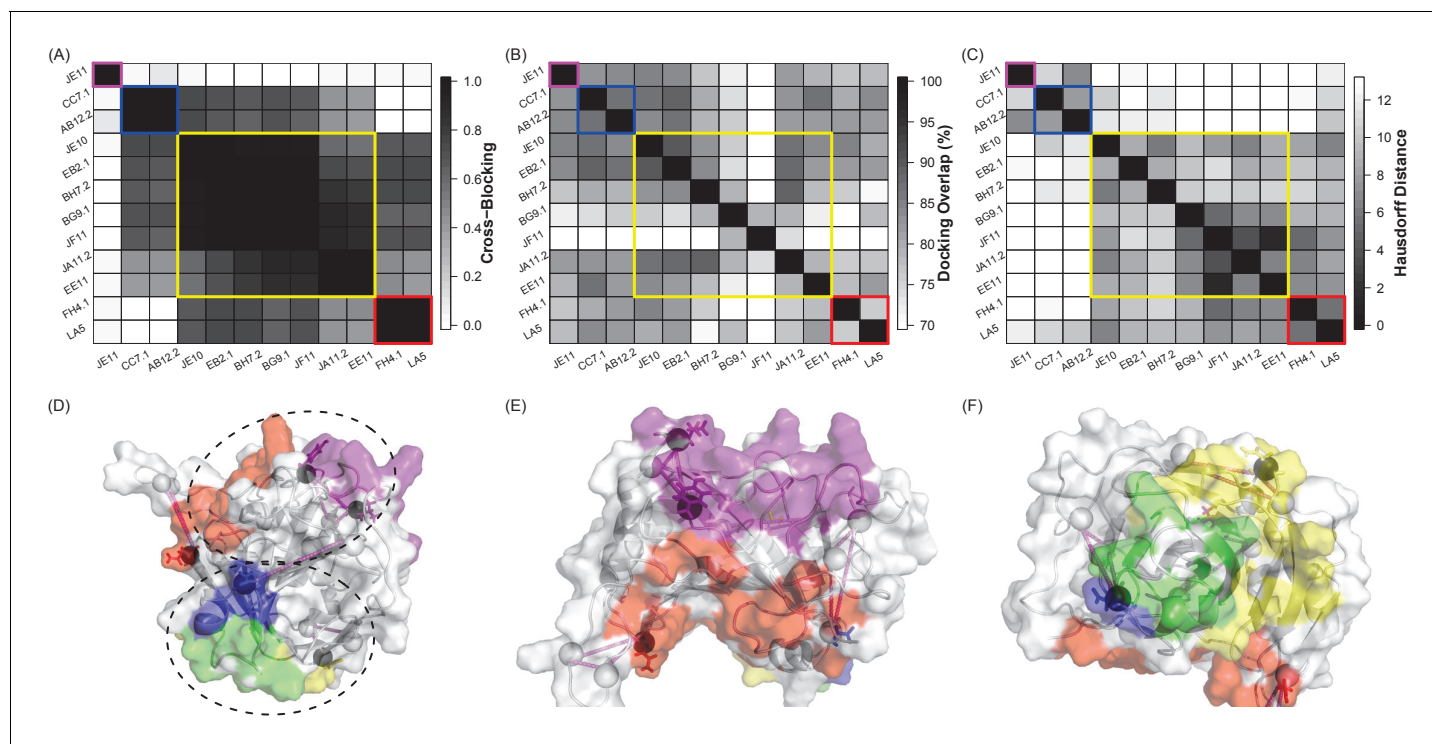 (A)
JE11
CC7.1
AB12.2
JE10
EB2.1
BH7.2
BG9.1
JF11
JA11.2
EE11
FH4.1
LA5
JE11
CC7.1
AB12.2
JE10
EB2.1
BH7.2
BG9.1
JF11
JA11.2
EE11
FH4.1
LA5
1.0
0.8
0.6
0.4
0.2
0.0
Cross−Blocking
(B)
JE11
CC7.1
AB12.2
JE10
EB2.1
BH7.2
BG9.1
JF11
JA11.2
EE11
FH4.1
LA5
JE11
CC7.1
AB12.2
JE10
EB2.1
BH7.2
BG9.1
JF11
JA11.2
EE11
FH4.1
LA5
100
95
90
85
80
75
70
Docking Overlap (%)
(C)
JE11
CC7.1
AB12.2
JE10
EB2.1
BH7.2
BG9.1
JF11
JA11.2
EE11
FH4.1
LA5
JE11
CC7.1
AB12.2
JE10
EB2.1
BH7.2
BG9.1
JF11
JA11.2
EE11
FH4.1
LA5
12
10
8
6
4
2
0
Hausdorff Distance
(D)
(E)
(F)